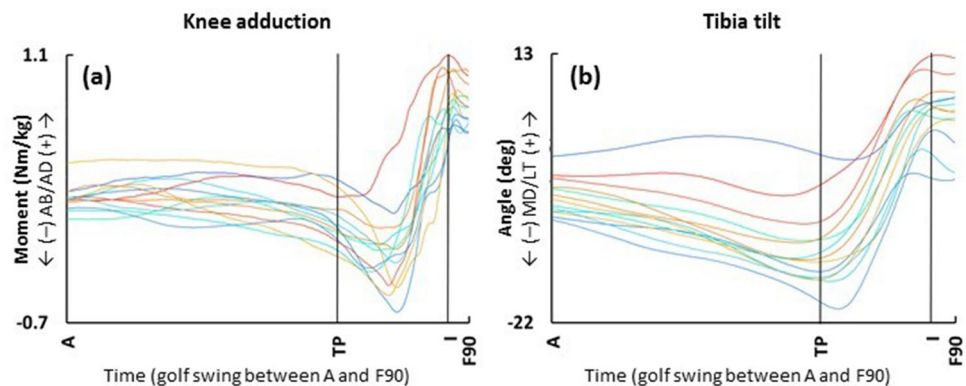 Knee adduction
1.1
(a)
Moment (Nm/kg)
← (−) AB/AD (+) →
-0.7
A
TP
I
F90
Time (golf swing between A and F90)
Tibia tilt
13
(b)
Angle (deg)
← (−) MD/LT (+) →
-22
A
TP
I
F90
Time (golf swing between A and F90)